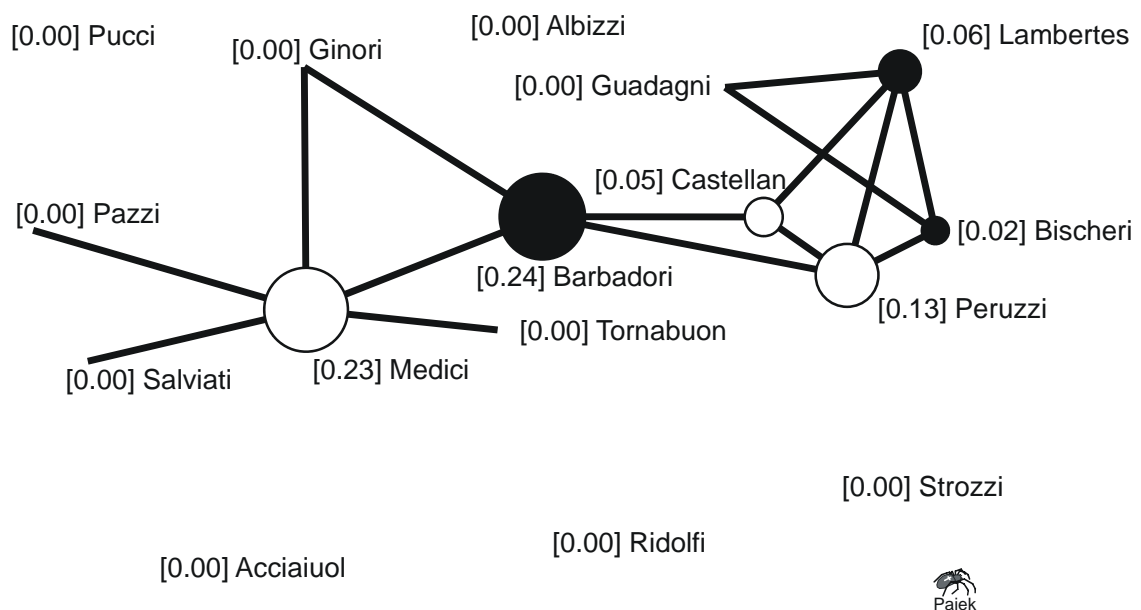 [0.00] Pucci
[0.00] Ginori
[0.00] Albizzi
[0.06] Lambertes
[0.00] Guadagni
[0.05] Castellan
[0.00] Pazzi
[0.02] Bischeri
[0.24] Barbadori
[0.13] Peruzzi
[0.00] Tornabuon
[0.00] Salviati
[0.23] Medici
[0.00] Strozzi
[0.00] Ridolfi
[0.00] Acciaiuol
Pajek